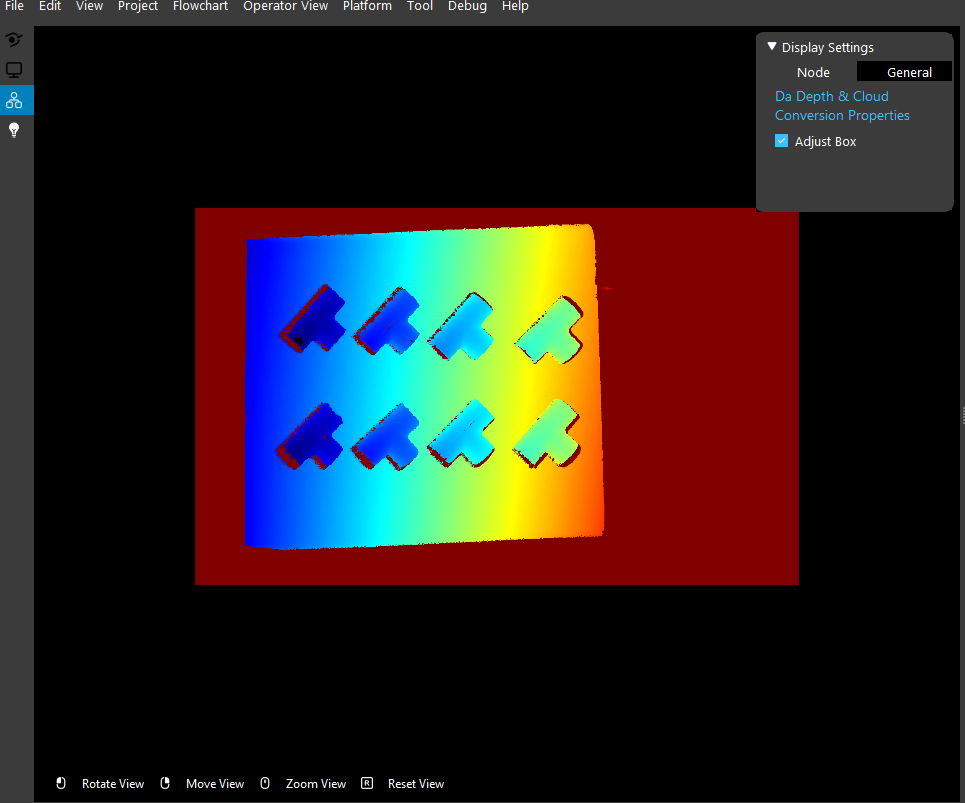 File Edit View Project Flowchart Operator View Platform Tool Debug Help
Display Settings
Node General
Da Depth & Cloud
Conversion Properties
Adjust Box
Rotate View Move View Zoom View R Reset View